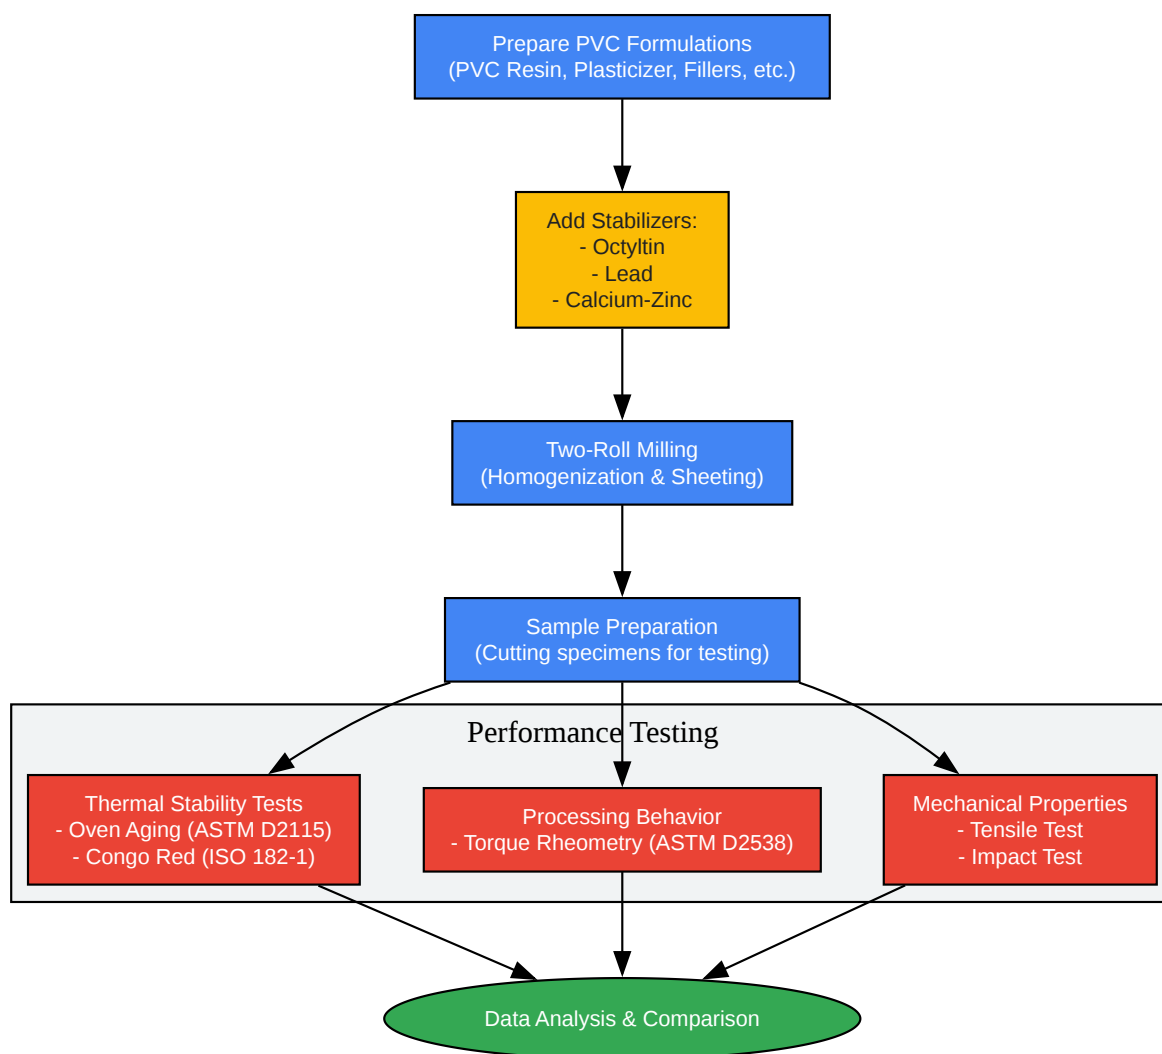 Prepare PVC Formulations
(PVC Resin, Plasticizer, Fillers, etc.)
Add Stabilizers:
- Octyltin
- Lead
- Calcium-Zinc
Two-Roll Milling
(Homogenization & Sheeting)
Sample Preparation
(Cutting specimens for testing)
Performance Testing
Thermal Stability Tests
- Oven Aging (ASTM D2115)
- Congo Red (ISO 182-1)
Processing Behavior
- Torque Rheometry (ASTM D2538)
Mechanical Properties
- Tensile Test
- Impact Test
Data Analysis & Comparison